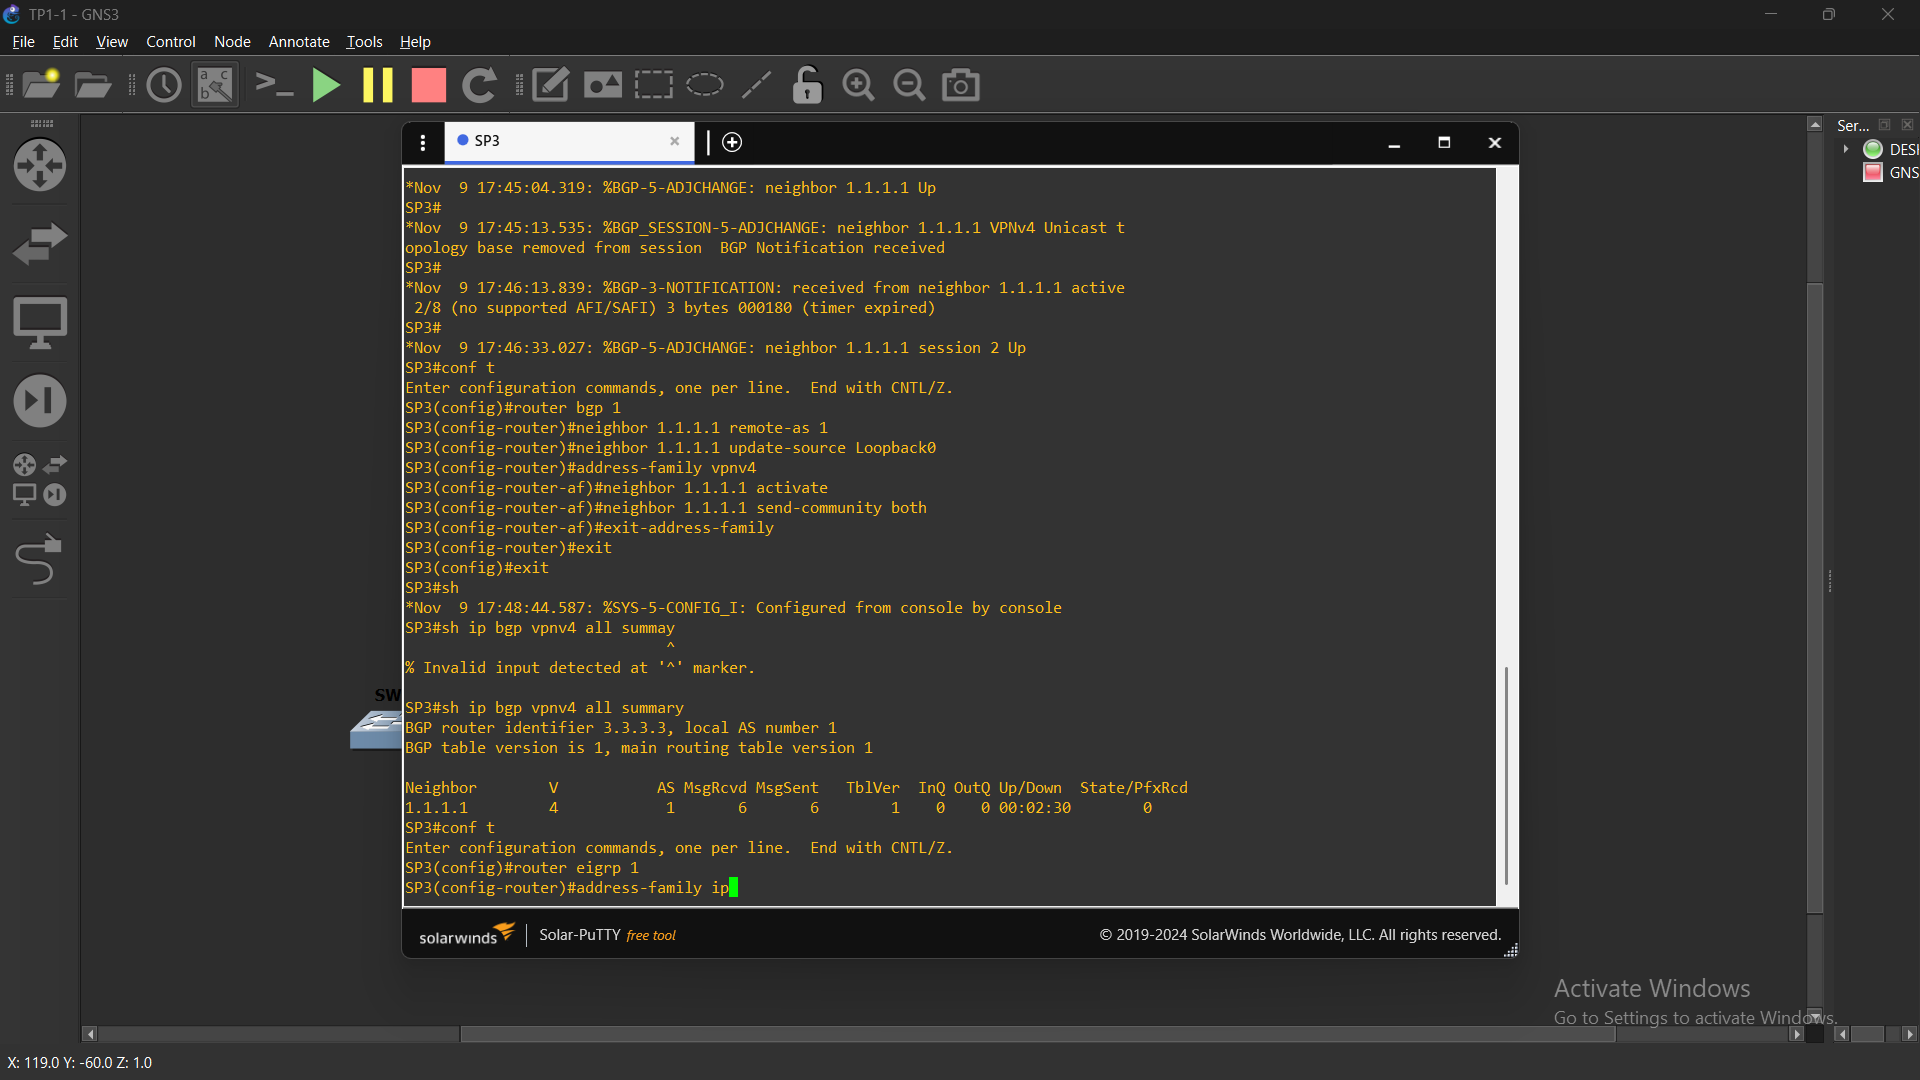 TP1-1 - GNS3
File Edit View Control Node Annotate Tools Help
SP3
Ser...
DESI
GNS
SW
*Nov  9 17:45:04.319: %BGP-5-ADJCHANGE: neighbor 1.1.1.1 Up
SP3#
*Nov  9 17:45:13.535: %BGP_SESSION-5-ADJCHANGE: neighbor 1.1.1.1 VPNv4 Unicast t
opology base removed from session  BGP Notification received
SP3#
*Nov  9 17:46:13.839: %BGP-3-NOTIFICATION: received from neighbor 1.1.1.1 active
 2/8 (no supported AFI/SAFI) 3 bytes 000180 (timer expired)
SP3#
*Nov  9 17:46:33.027: %BGP-5-ADJCHANGE: neighbor 1.1.1.1 session 2 Up
SP3#conf t
Enter configuration commands, one per line.  End with CNTL/Z.
SP3(config)#router bgp 1
SP3(config-router)#neighbor 1.1.1.1 remote-as 1
SP3(config-router)#neighbor 1.1.1.1 update-source Loopback0
SP3(config-router)#address-family vpnv4
SP3(config-router-af)#neighbor 1.1.1.1 activate
SP3(config-router-af)#neighbor 1.1.1.1 send-community both
SP3(config-router-af)#exit-address-family
SP3(config-router)#exit
SP3(config)#exit
SP3#sh
*Nov  9 17:48:44.587: %SYS-5-CONFIG_I: Configured from console by console
SP3#sh ip bgp vpnv4 all summay
^
% Invalid input detected at '^' marker.
SP3#sh ip bgp vpnv4 all summary
BGP router identifier 3.3.3.3, local AS number 1
BGP table version is 1, main routing table version 1
Neighbor        V           AS MsgRcvd MsgSent   TblVer  InQ OutQ Up/Down  State/PfxRcd
1.1.1.1         4            1       6       6        1    0    0 00:02:30        0
SP3#conf t
Enter configuration commands, one per line.  End with CNTL/Z.
SP3(config)#router eigrp 1
SP3(config-router)#address-family ip
solarwinds Solar-PuTTY free tool © 2019-2024 SolarWinds Worldwide, LLC. All rights reserved.
Activate Windows
Go to Settings to activate Windows.
X: 119.0 Y: -60.0 Z: 1.0